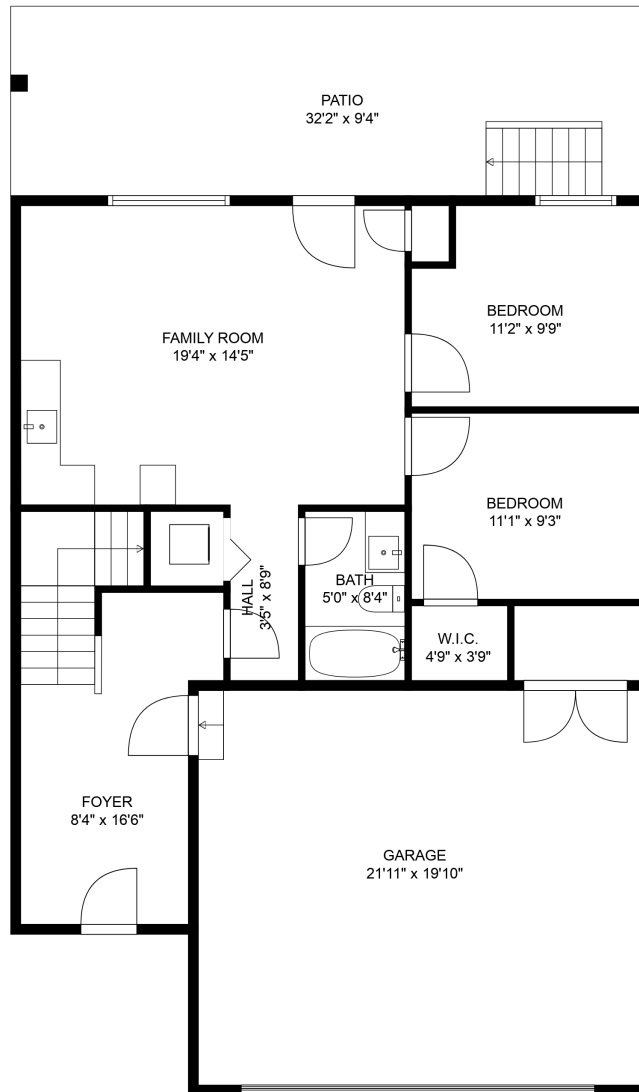 PATIO
32'2" x 9'4"
FAMILY ROOM
19'4" x 14'5"
BEDROOM
11'2" x 9'9"
BEDROOM
11'1" x 9'3"
HALL
3'5" x 8'9"
BATH
5'0" x 8'4"
W.I.C.
4'9" x 3'9"
FOYER
8'4" x 16'6"
GARAGE
21'11" x 19'10"